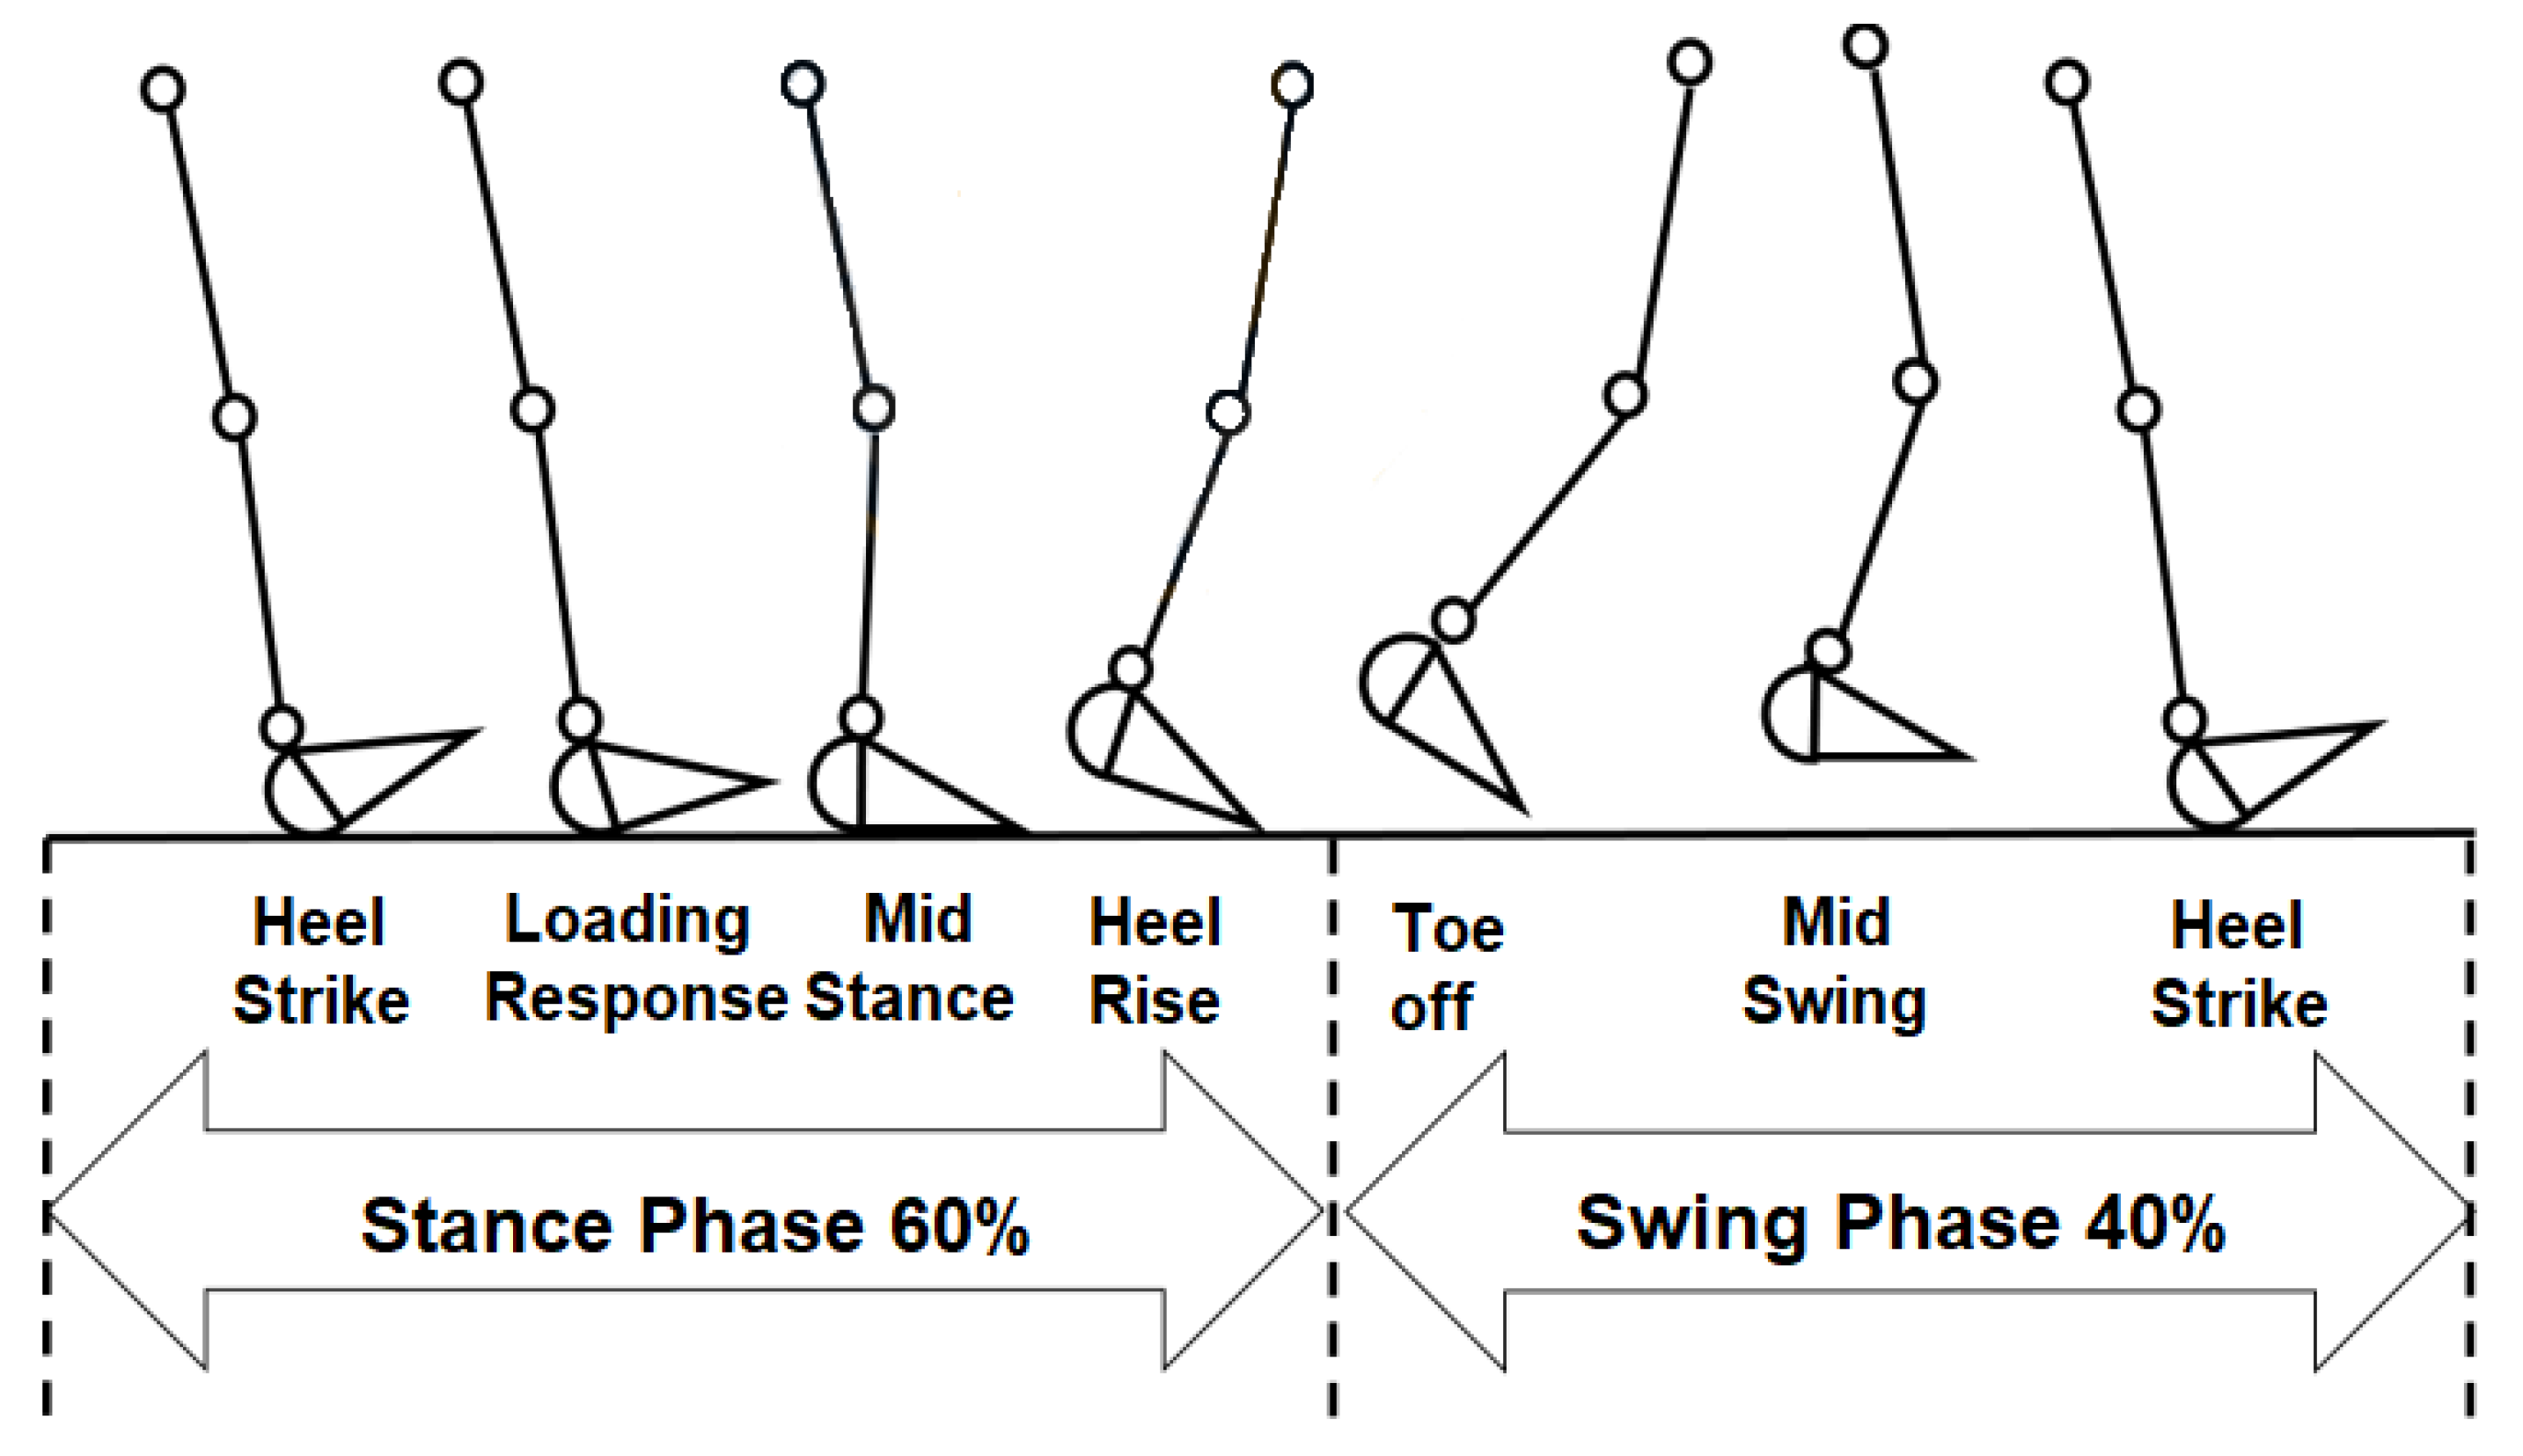 Heel
Strike
Loading
Response
Mid
Stance
Heel
Rise
Toe
off
Mid
Swing
Heel
Strike
Stance Phase 60%
Swing Phase 40%